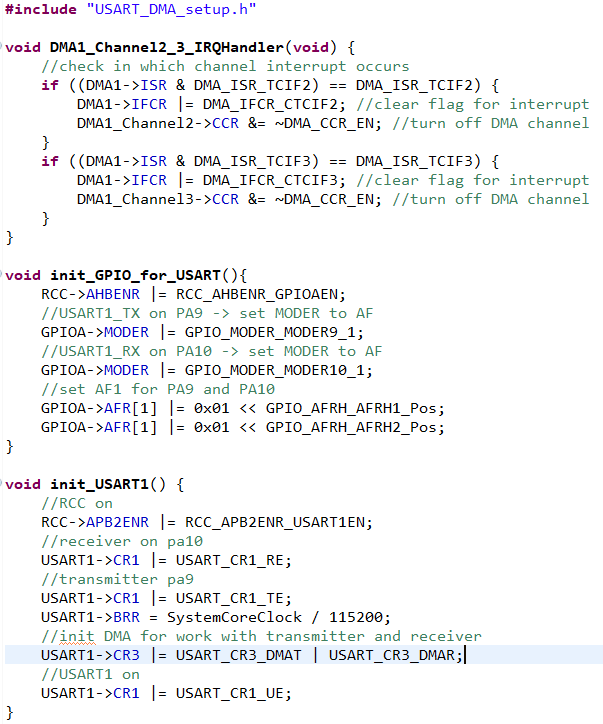 #include "USART_DMA_setup.h"
void DMA1_Channel2_3_IRQHandler(void) {
//check in which channel interrupt occurs
if ((DMA1->ISR & DMA_ISR_TCIF2) == DMA_ISR_TCIF2) {
DMA1->IFCR |= DMA_IFCR_CTCIF2; //clear flag for interrupt
DMA1_Channel2->CCR &= ~DMA_CCR_EN; //turn off DMA channel
}
if ((DMA1->ISR & DMA_ISR_TCIF3) == DMA_ISR_TCIF3) {
DMA1->IFCR |= DMA_IFCR_CTCIF3; //clear flag for interrupt
DMA1_Channel3->CCR &= ~DMA_CCR_EN; //turn off DMA channel
}
}
void init_GPIO_for_USART(){
RCC->AHBENR |= RCC_AHBENR_GPIOAEN;
//USART1_TX on PA9 -> set MODER to AF
GPIOA->MODER |= GPIO_MODER_MODER9_1;
//USART1_RX on PA10 -> set MODER to AF
GPIOA->MODER |= GPIO_MODER_MODER10_1;
//set AF1 for PA9 and PA10
GPIOA->AFR[1] |= 0x01 << GPIO_AFRH_AFRH1_Pos;
GPIOA->AFR[1] |= 0x01 << GPIO_AFRH_AFRH2_Pos;
}
void init_USART1() {
//RCC on
RCC->APB2ENR |= RCC_APB2ENR_USART1EN;
//receiver on pa10
USART1->CR1 |= USART_CR1_RE;
//transmitter pa9
USART1->CR1 |= USART_CR1_TE;
USART1->BRR = SystemCoreClock / 115200;
//init DMA for work with transmitter and receiver
USART1->CR3 |= USART_CR3_DMAT | USART_CR3_DMAR;
//USART1 on
USART1->CR1 |= USART_CR1_UE;
}